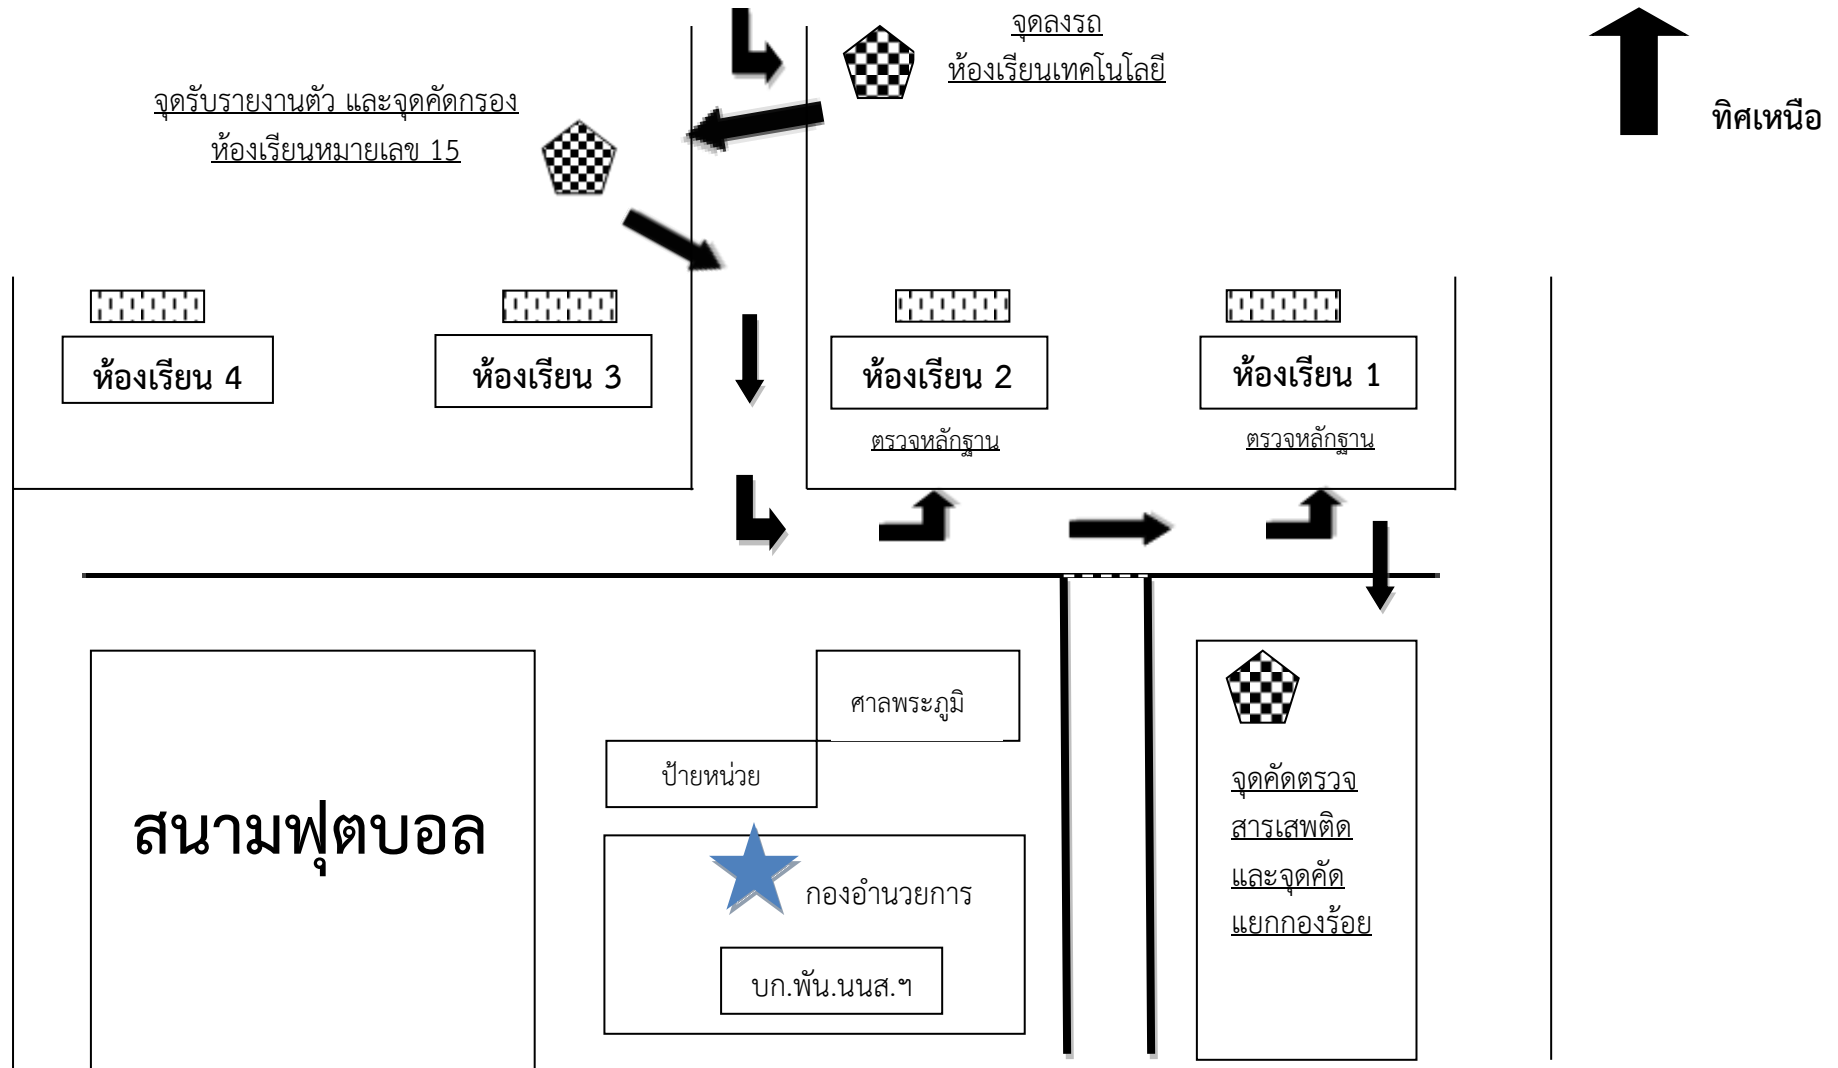 จุดลงรถ
ห้องเรียนเทคโนโลยี
จุดรับรายงานตัว และจุดคัดกรอง
ห้องเรียนหมายเลข 15
ทิศเหนือ
ห้องเรียน 4
ห้องเรียน 3
ห้องเรียน 2
ห้องเรียน 1
ตรวจหลักฐาน
ตรวจหลักฐาน
ศาลพระภูมิ
ป้ายหน่วย
สนามฟุตบอล
กองอำนวยการ
บก.พัน.นนส.ฯ
จุดคัดตรวจ
สารเสพติด
และจุดคัด
แยกกองร้อย